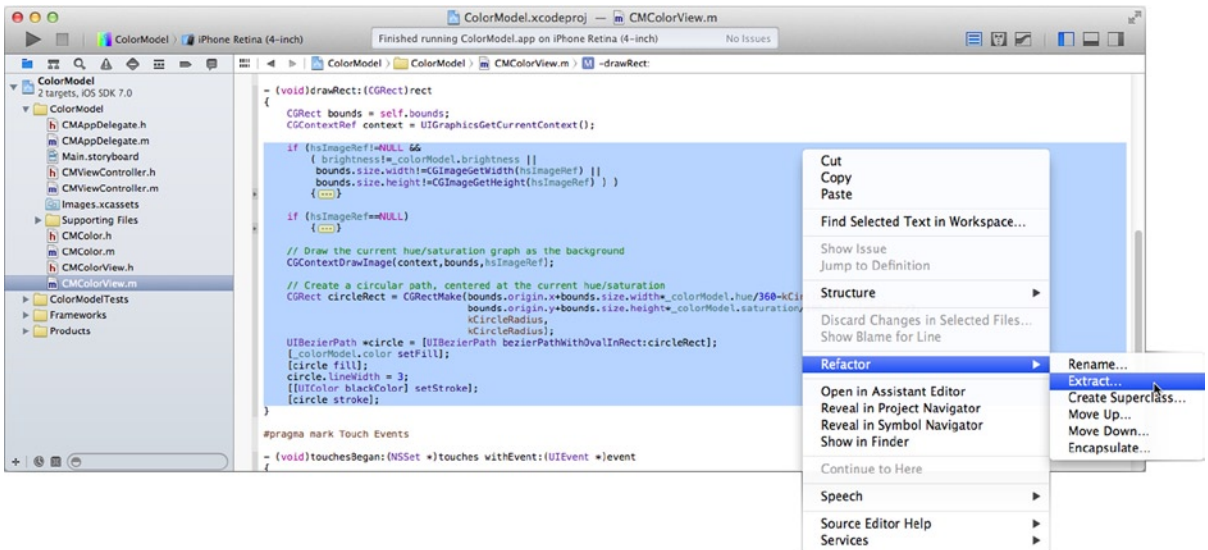 ColorModel.xcodeproj — CMColorView.m
ColorModel iPhone Retina (4-inch)
Finished running ColorModel.app on iPhone Retina (4-inch)
No Issues
ColorModel
2 targets, iOS SDK 7.0
ColorModel
CMAppDelegate.h
CMAppDelegate.m
Main.storyboard
CMViewController.h
CMViewController.m
Images.xcassets
Supporting Files
CMColor.h
CMColor.m
CMColorView.h
CMColorView.m
ColorModelTests
Frameworks
Products
ColorModel ColorModel CMColorView.m -drawRect:
- (void)drawRect:(CGRect)rect
{
CGRect bounds = self.bounds;
CGContextRef context = UIGraphicsGetCurrentContext();
if (hsImageRef!=NULL &&
( brightness!=_colorModel.brightness ||
bounds.size.width!=CGImageGetWidth(hsImageRef) ||
bounds.size.height!=CGImageGetHeight(hsImageRef) ) )
{...}
if (hsImageRef==NULL)
{...}
// Draw the current hue/saturation graph as the background
CGContextDrawImage(context,bounds,hsImageRef);
// Create a circular path, centered at the current hue/saturation
CGRect circleRect = CGRectMake(bounds.origin.x+bounds.size.width*_colorModel.hue/360-kCir
bounds.origin.y+bounds.size.height*_colorModel.saturation/
kCircleRadius,
kCircleRadius);
UIBezierPath *circle = [UIBezierPath bezierPathWithOvalInRect:circleRect];
[_colorModel.color setFill];
[circle fill];
circle.lineWidth = 3;
[[UIColor blackColor] setStroke];
[circle stroke];
}
#pragma mark Touch Events
- (void)touchesBegan:(NSSet *)touches withEvent:(UIEvent *)event
{
Cut
Copy
Paste
Find Selected Text in Workspace...
Show Issue
Jump to Definition
Structure
Discard Changes in Selected Files...
Show Blame for Line
Refactor
Open in Assistant Editor
Reveal in Project Navigator
Reveal in Symbol Navigator
Show in Finder
Continue to Here
Speech
Source Editor Help
Services
Rename...
Extract...
Create Superclass...
Move Up...
Move Down...
Encapsulate...